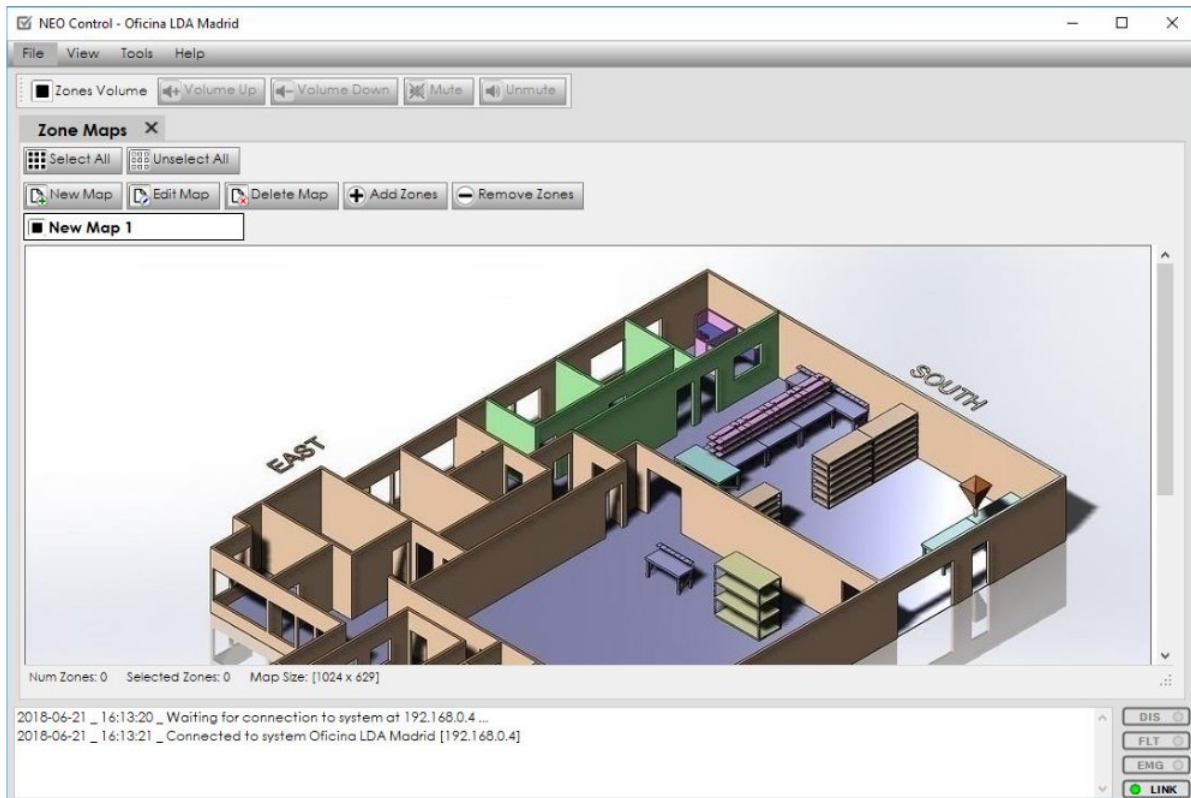 NEO Control - Oficina LDA Madrid
File View Tools Help
Zones Volume Volume Up Volume Down Mute Unmute
Zone Maps
Select All Unselect All
New Map Edit Map Delete Map Add Zones Remove Zones
New Map 1
SOUTH
EAST
Num Zones: 0 Selected Zones: 0 Map Size: [1024 x 629]
2018-06-21 _ 16:13:20 _ Waiting for connection to system at 192.168.0.4 ...
2018-06-21 _ 16:13:21 _ Connected to system Oficina LDA Madrid [192.168.0.4]
DIS
FLT
EMG
LINK